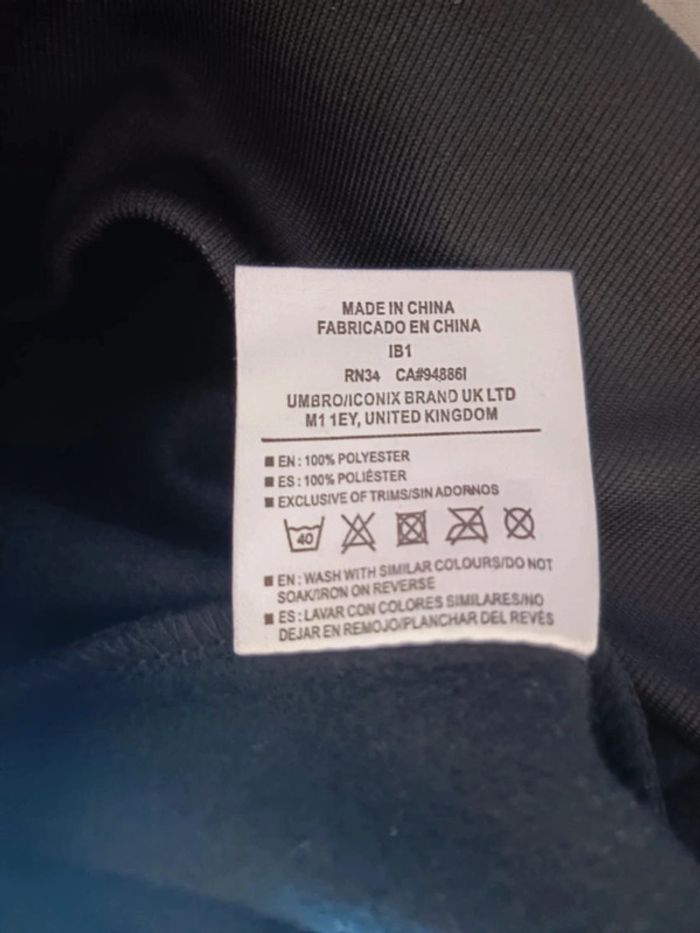 MADE IN CHINA
FABRICADO EN CHINA
IB1
RN34 CA#94886I
UMBRO/ICONIX BRAND UK LTD
M1 1EY, UNITED KINGDOM
■ EN : 100% POLYESTER
■ ES : 100% POLIÉSTER
■ EXCLUSIVE OF TRIMS/SIN ADORNOS
40
■ EN : WASH WITH SIMILAR COLOURS/DO NOT
SOAK/IRON ON REVERSE
■ ES : LAVAR CON COLORES SIMILARES/NO
DEJAR EN REMOJO/PLANCHAR DEL REVÉS